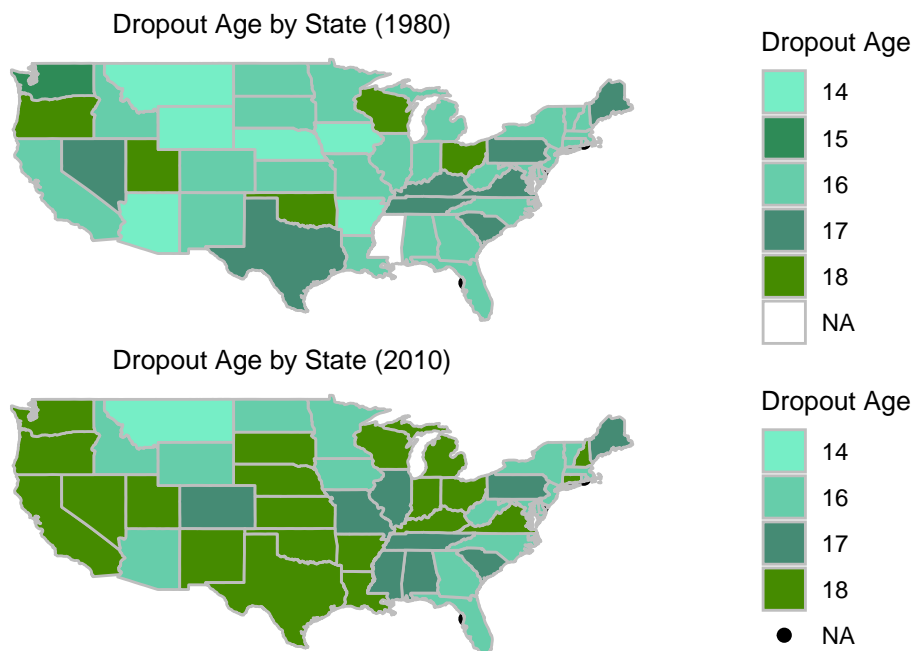 Dropout Age by State (1980)
Dropout Age
14
15
16
17
18
NA
Dropout Age by State (2010)
Dropout Age
14
16
17
18
NA